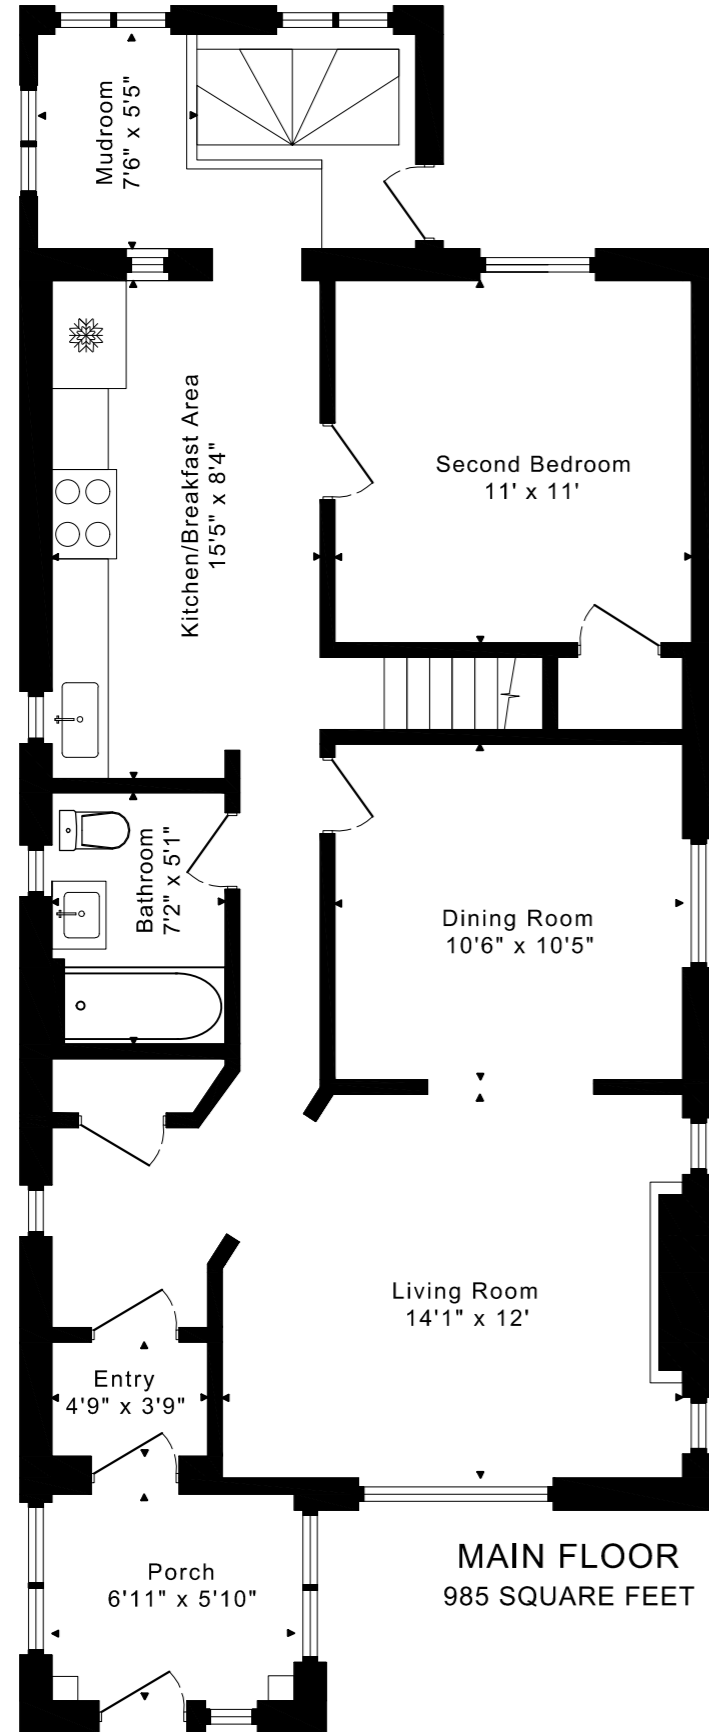 Mudroom
7'6" x 5'5"
Kitchen/Breakfast Area
15'5" x 8'4"
Second Bedroom
11' x 11'
Bathroom
7'2" x 5'1"
Dining Room
10'6" x 10'5"
Living Room
14'1" x 12'
Entry
4'9" x 3'9"
Porch
6'11" x 5'10"
MAIN FLOOR
985 SQUARE FEET